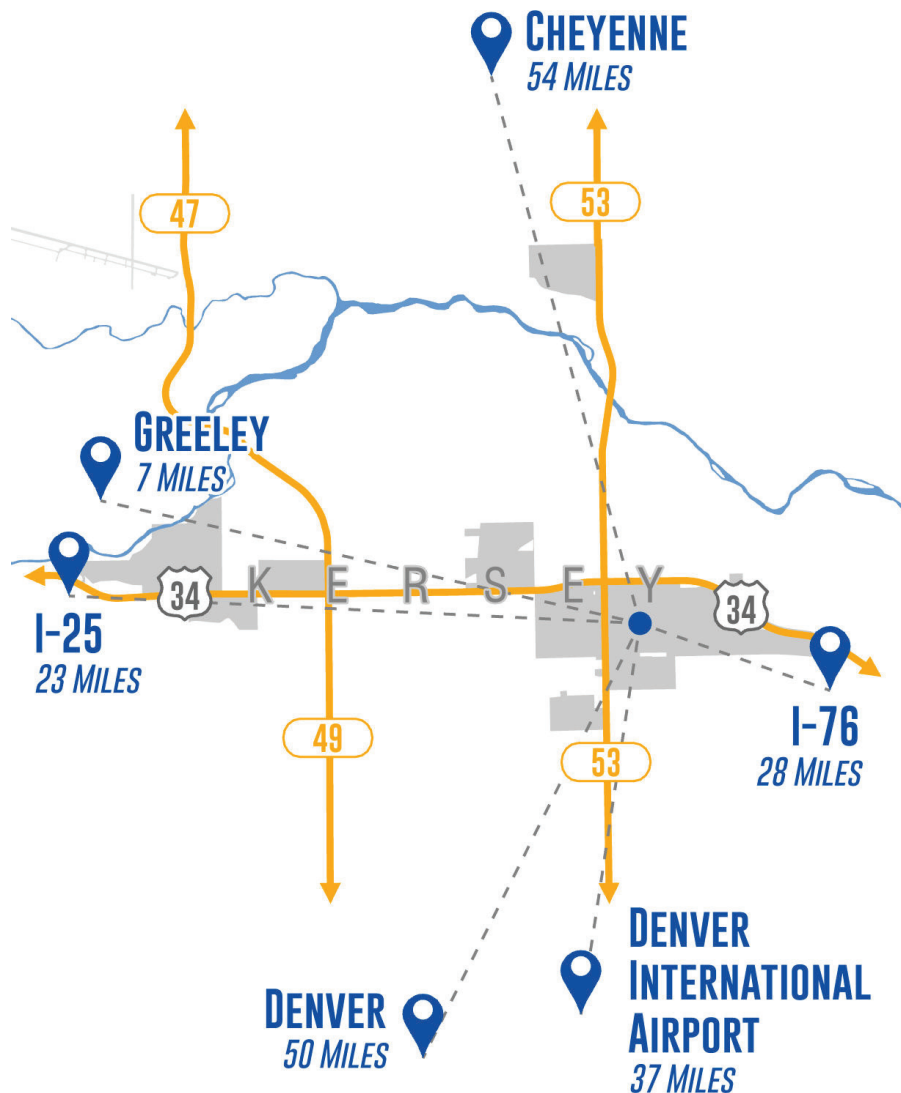 CHEYENNE
54 MILES
47
53
GREELEY
7 MILES
34
KERSEY
34
I-25
23 MILES
I-76
28 MILES
49
53
DENVER
INTERNATIONAL
AIRPORT
37 MILES
DENVER
50 MILES